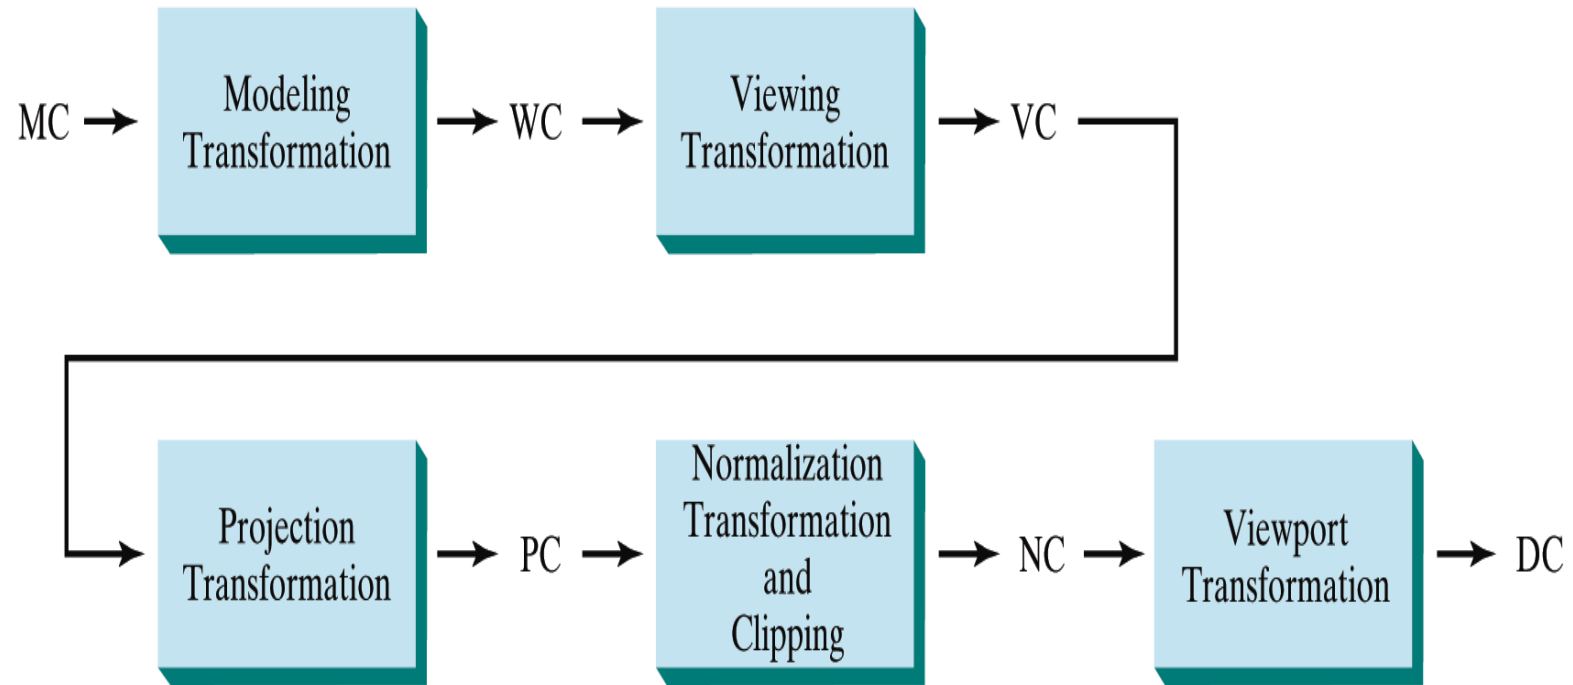 MC
Modeling
Transformation
WC
Viewing
Transformation
VC
Projection
Transformation
PC
Normalization
Transformation
and
Clipping
NC
Viewport
Transformation
DC